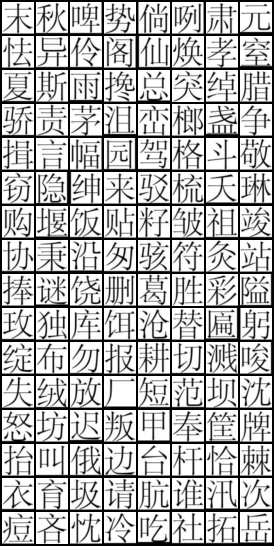 末秋啤势倘咧肃元
怯异伶阁仙焕孝窒
夏斯雨搀总突绰腊
骄责茅沮峦榔盏争
揖言幅园驾格斗敬
窃隐绅来驳梳夭琳
购堰饭贴籽皱祖竣
协秉沿匆骇符灸站
捧谜饶删葛胜彩隘
攻独库饵沧替匾躬
绽布勿报耕切溅唆
失绒放厂短范坝沈
怒坊迟叛甲奉筐牌
抬叫俄边台杆恰棘
衣育圾请肮谁汛次
痘吝忱冷吃社拓岳